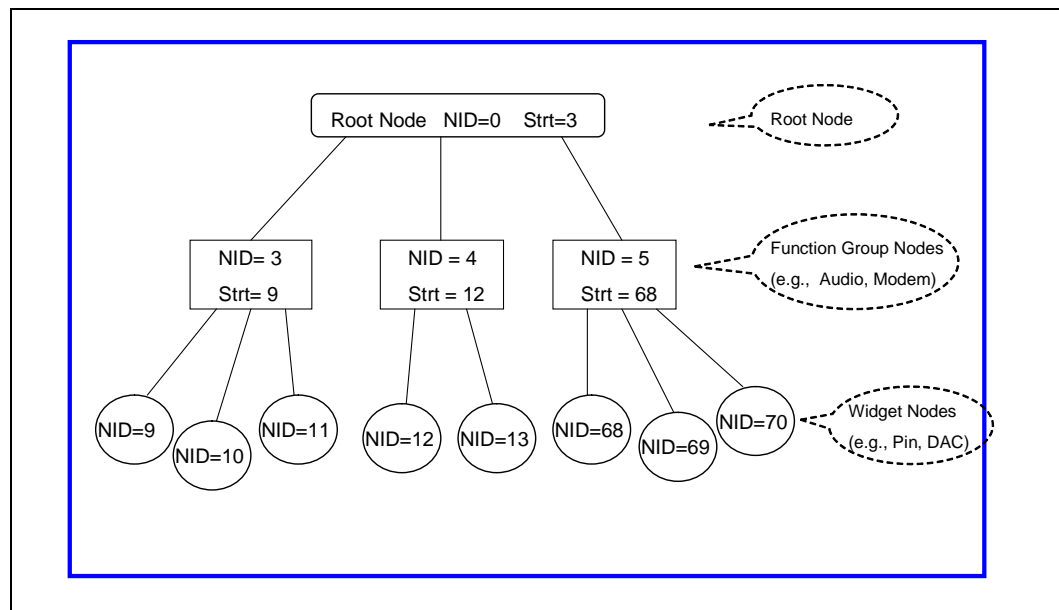 Root Node NID=0 Strt=3
Root Node
NID= 3
Strt= 9
NID = 4
Strt = 12
NID = 5
Strt = 68
Function Group Nodes
(e.g., Audio, Modem)
NID=9
NID=10
NID=11
NID=12
NID=13
NID=68
NID=69
NID=70
Widget Nodes
(e.g., Pin, DAC)